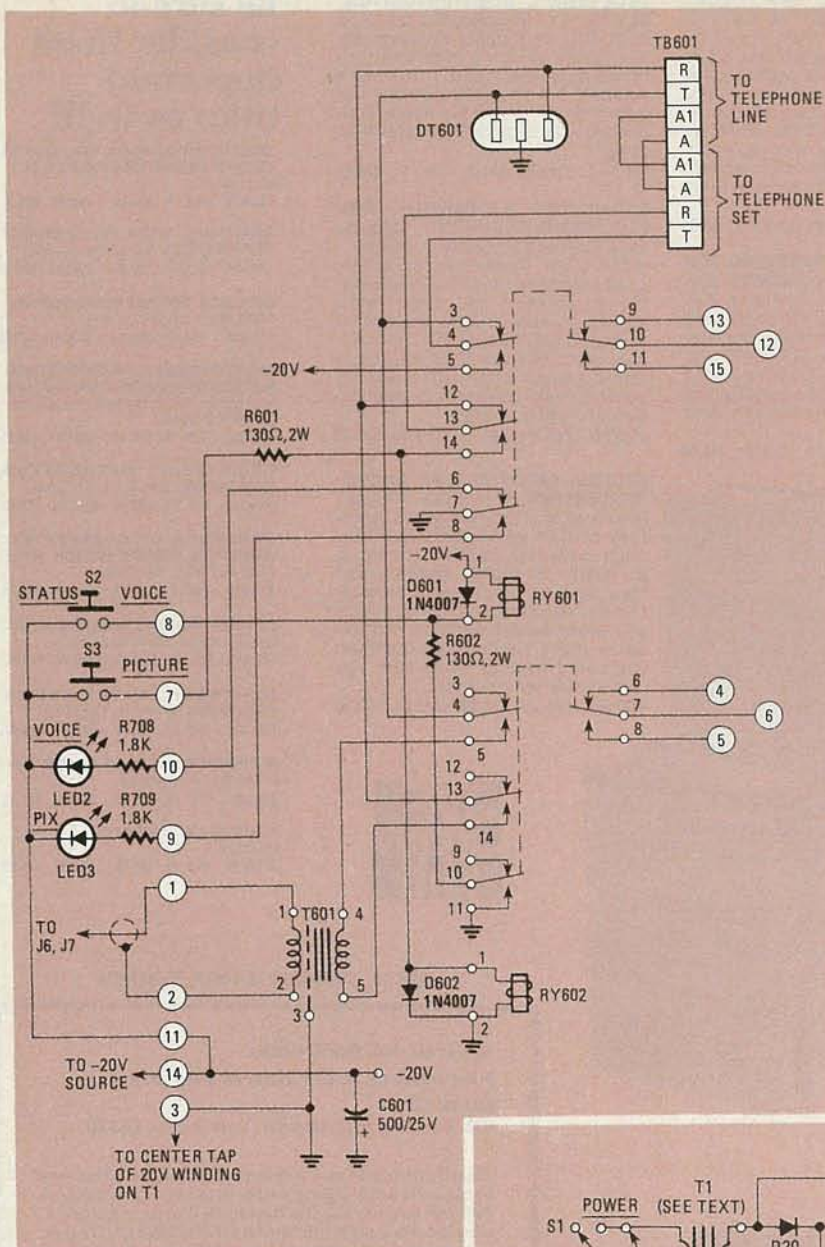 TB601
R
T
A1
A
A1
A
R
T
TO
TELEPHONE
LINE
TO
TELEPHONE
SET
DT601
3
4
5
-20V
9
10
11
13
12
15
12
13
14
R601
130Ω,2W
6
7
8
-20V
1
D601
1N4007
2
RY601
STATUS
S2
VOICE
8
S3
PICTURE
7
R602
130Ω,2W
3
4
5
6
7
8
4
6
5
VOICE
R708
1.8K
10
LED2
PIX
R709
1.8K
9
LED3
12
13
14
9
10
11
1
TO
J6, J7
2
1
T601
4
2
5
3
D602
1N4007
1
2
RY602
11
TO -20V
SOURCE
14
-20V
3
C601
500/25V
+
TO CENTER TAP
OF 20V WINDING
ON T1
POWER
S1
T1
(SEE TEXT)
D20